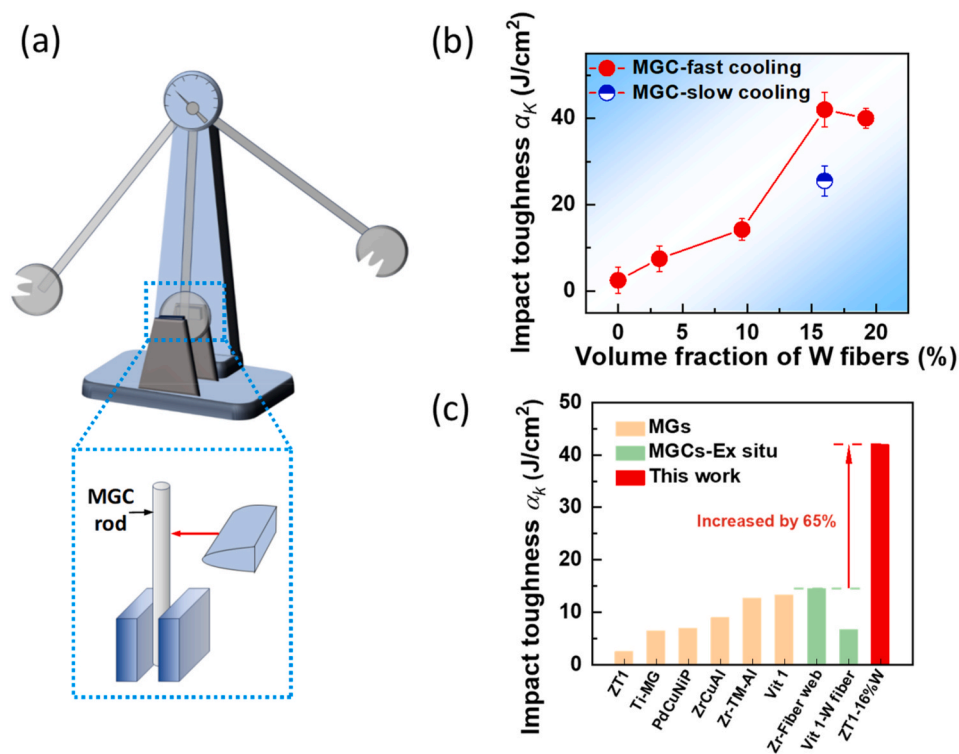 (a)
MGC
rod
(b)
Impact toughness αK (J/cm²)
40
20
0
MGC-fast cooling
MGC-slow cooling
0 5 10 15 20
Volume fraction of W fibers (%)
(c)
Impact toughness αk (J/cm²)
50
40
30
20
10
0
MGs
MGCs-Ex situ
This work
Increased by 65%
ZT1
Ti-MG
PdCuNiP
ZrCuAl
Zr-TM-Al
Vit 1
Zr-Fiber web
Vit 1-W fiber
ZT1-16%W